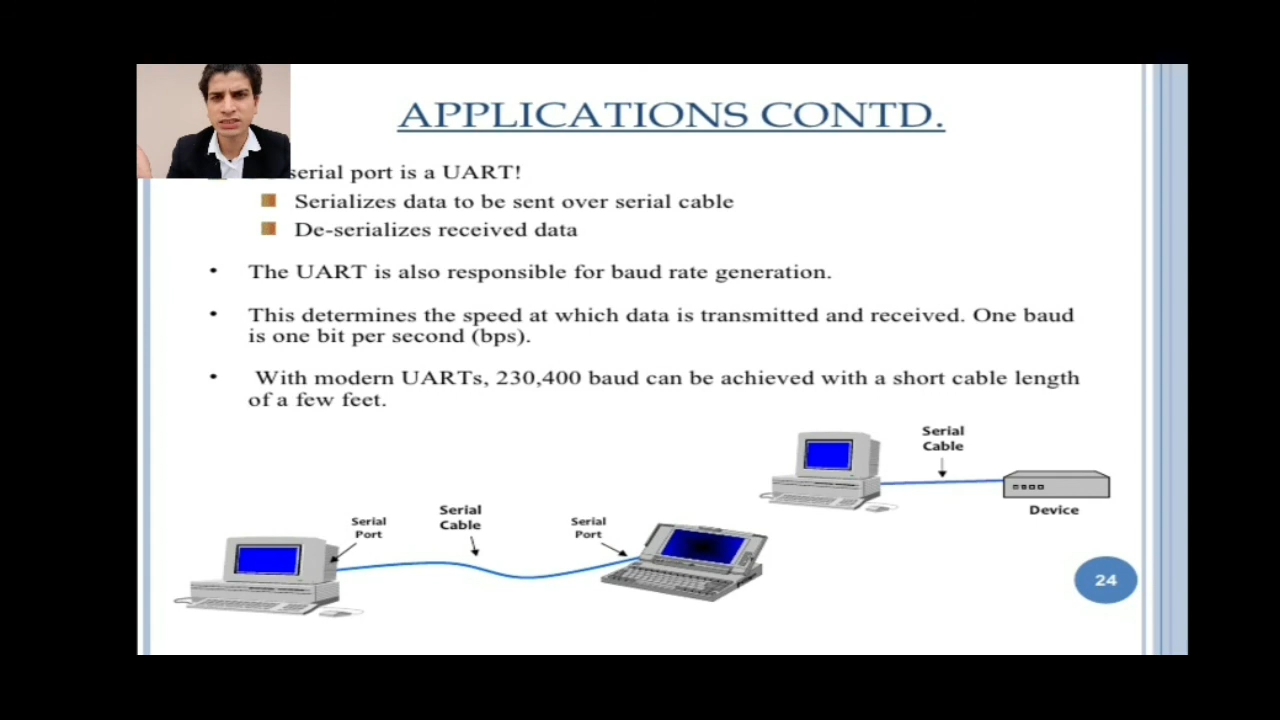 APPLICATIONS CONTD.
serial port is a UART!
Serializes data to be sent over serial cable
De-serializes received data
• The UART is also responsible for baud rate generation.
• This determines the speed at which data is transmitted and received. One baud
is one bit per second (bps).
• With modern UARTs, 230,400 baud can be achieved with a short cable length
of a few feet.
Serial
Cable
Device
Serial
Port
Serial
Cable
Serial
Port
24